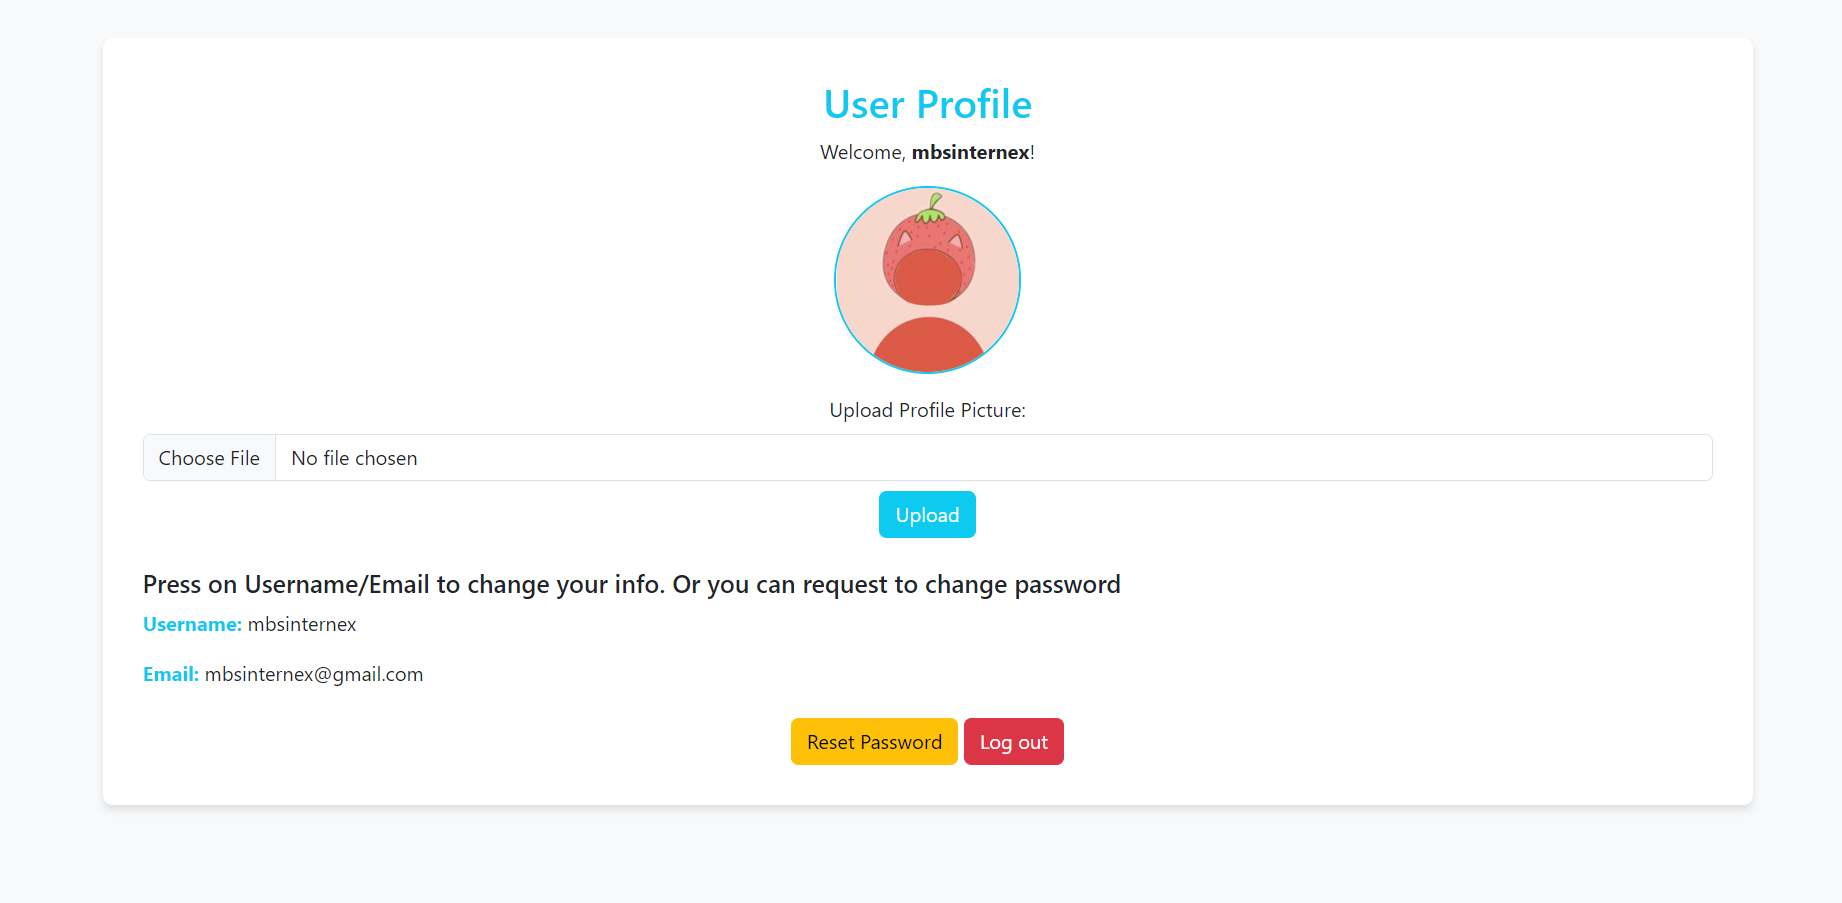 User Profile
Welcome, mbsinternex!
Upload Profile Picture:
Choose File No file chosen
Upload
Press on Username/Email to change your info. Or you can request to change password
Username: mbsinternex
Email: mbsinternex@gmail.com
Reset Password Log out